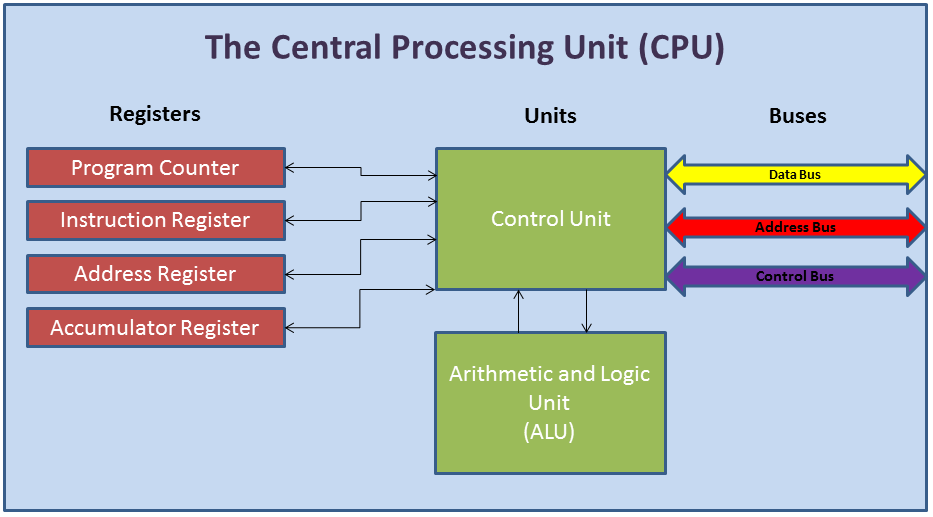 The Central Processing Unit (CPU)
Registers
Units
Buses
Program Counter
Instruction Register
Address Register
Accumulator Register
Control Unit
Arithmetic and Logic
Unit
(ALU)
Data Bus
Address Bus
Control Bus